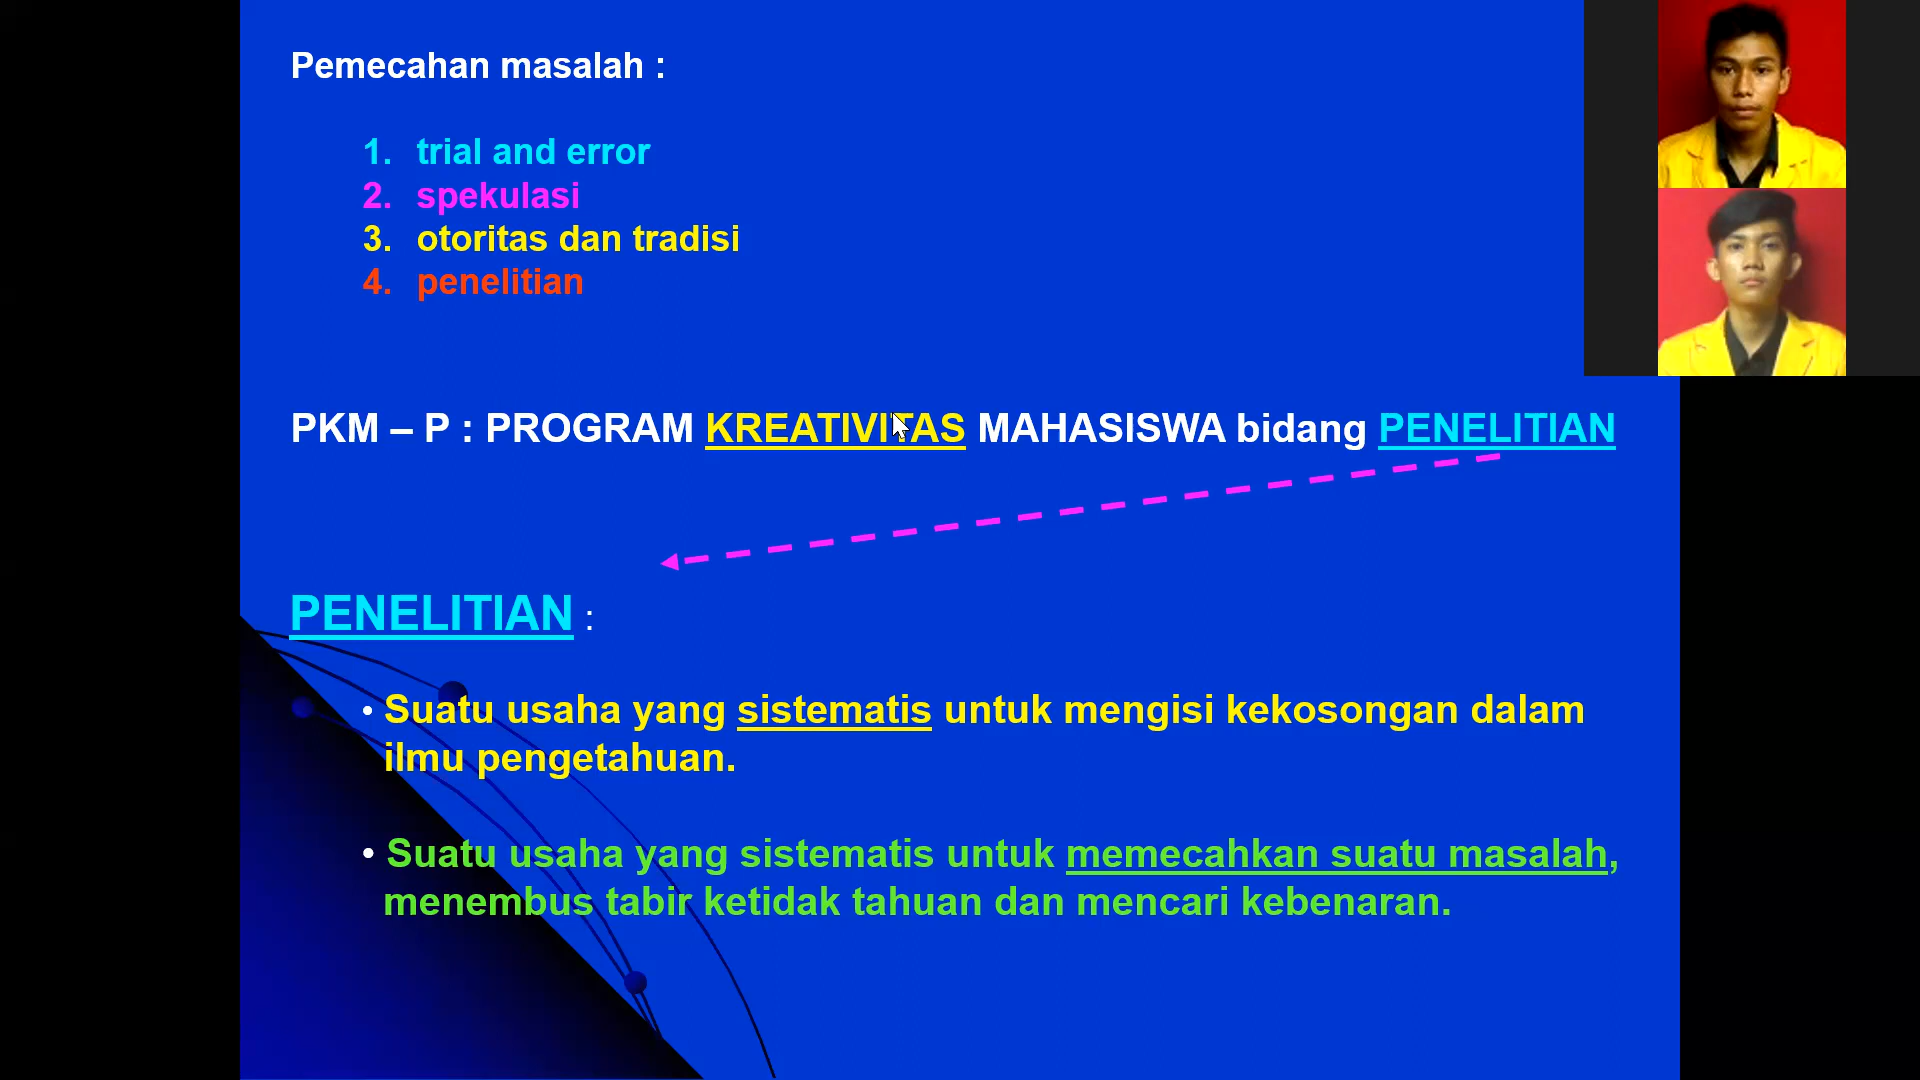 Pemecahan masalah :
1. trial and error
2. spekulasi
3. otoritas dan tradisi
4. penelitian
PKM – P : PROGRAM KREATIVITAS MAHASISWA bidang PENELITIAN
PENELITIAN :
• Suatu usaha yang sistematis untuk mengisi kekosongan dalam
ilmu pengetahuan.
• Suatu usaha yang sistematis untuk memecahkan suatu masalah,
menembus tabir ketidak tahuan dan mencari kebenaran.